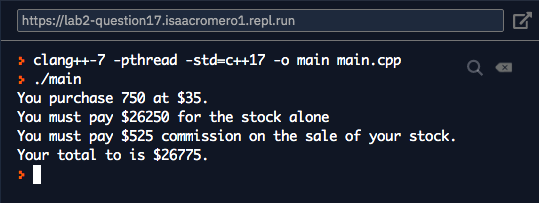 https://lab2-question17.isaacromero1.repl.run
clang++-7 -pthread -std=c++17 -o main main.cpp
./main
You purchase 750 at $35.
You must pay $26250 for the stock alone
You must pay $525 commission on the sale of your stock.
Your total to is $26775.